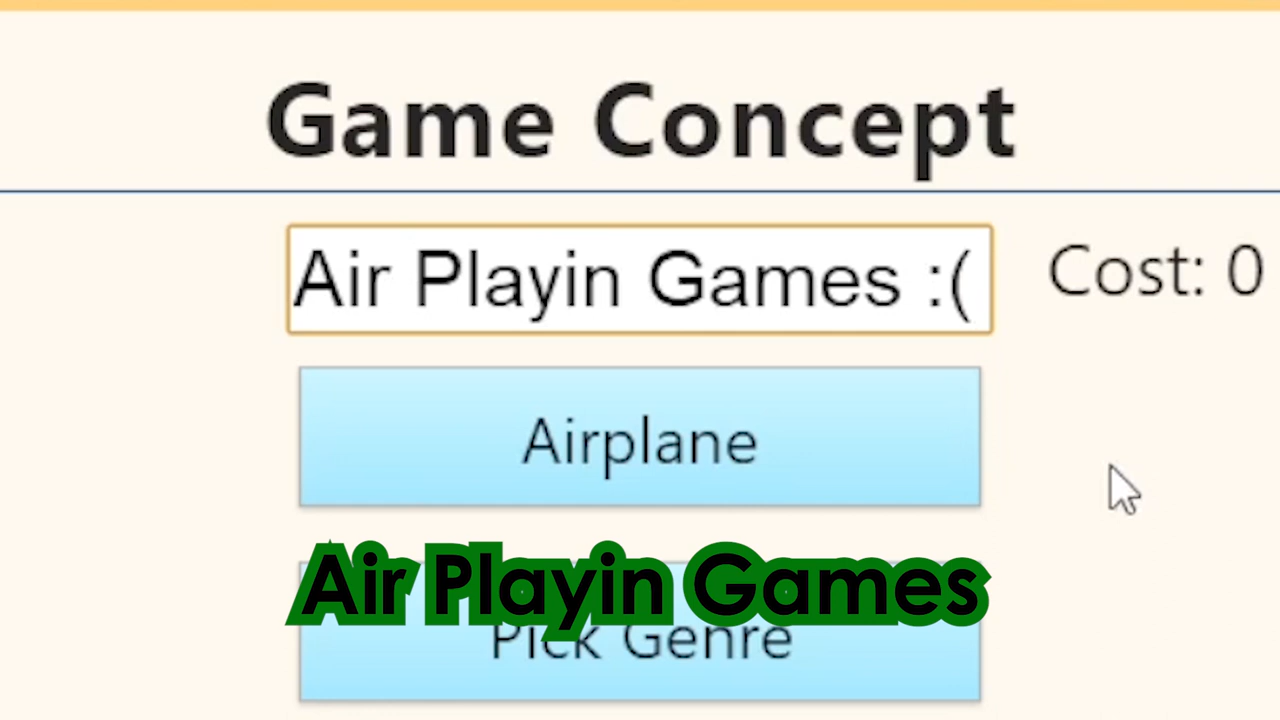 Game Concept
Air Playin Games :(
Cost: 0
Airplane
Air Playin Games
Pick Genre